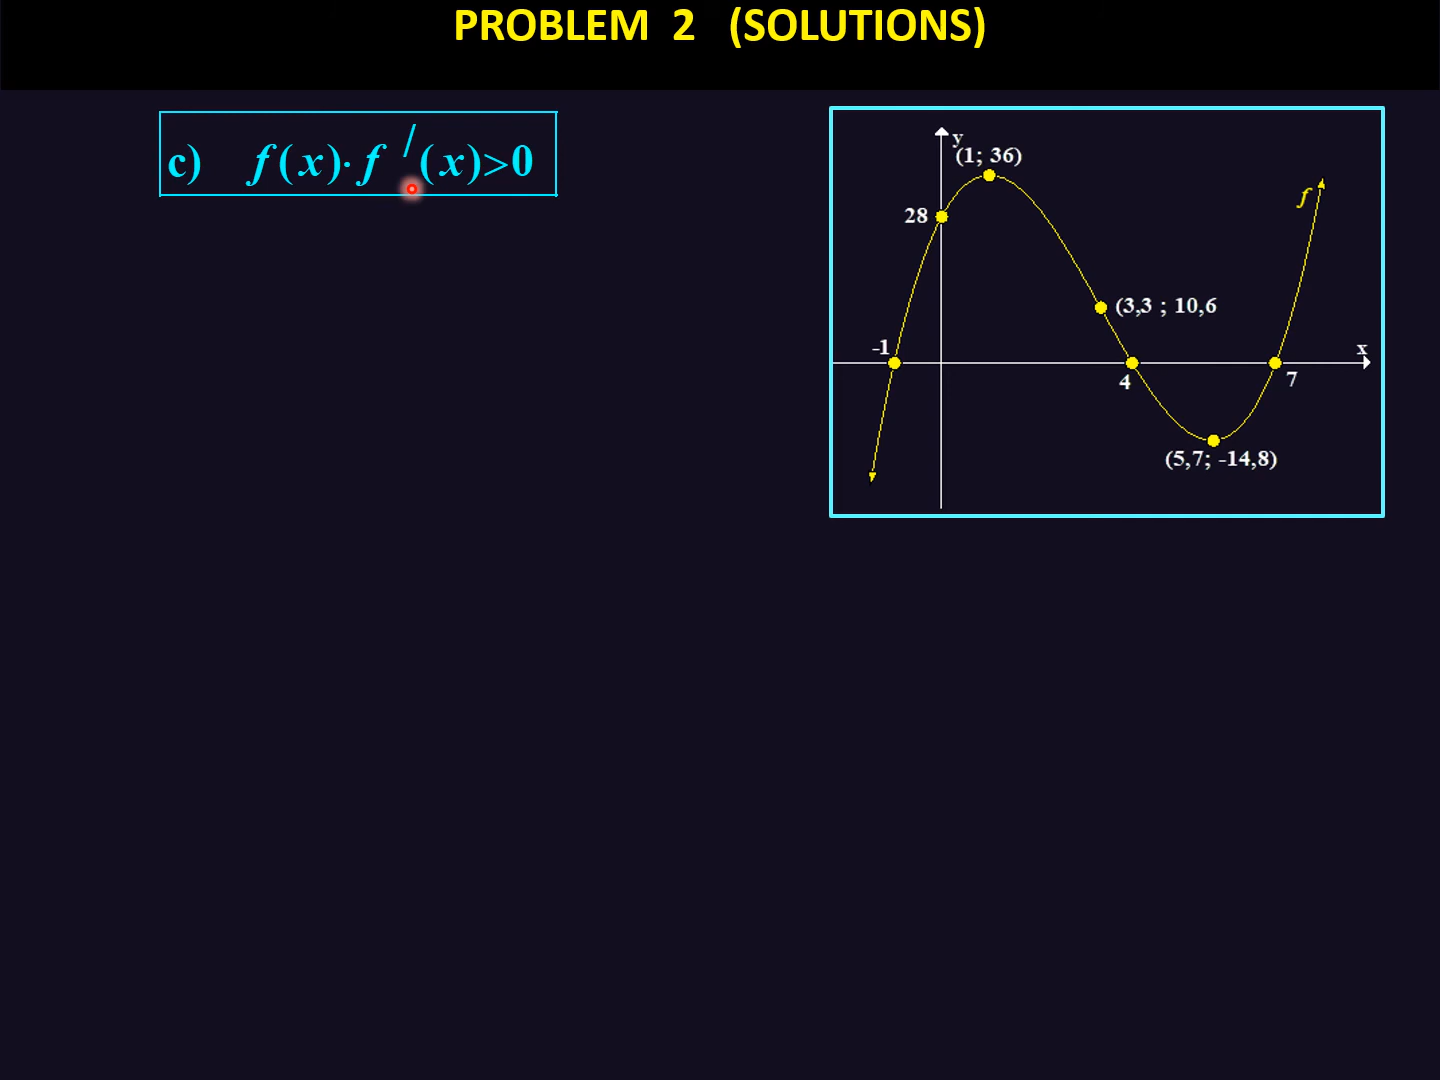 PROBLEM 2 (SOLUTIONS)
c) f(x)·f /(x)>0
y
(1; 36)
f
28
(3,3 ; 10,6
-1
x
4
7
(5,7; -14,8)